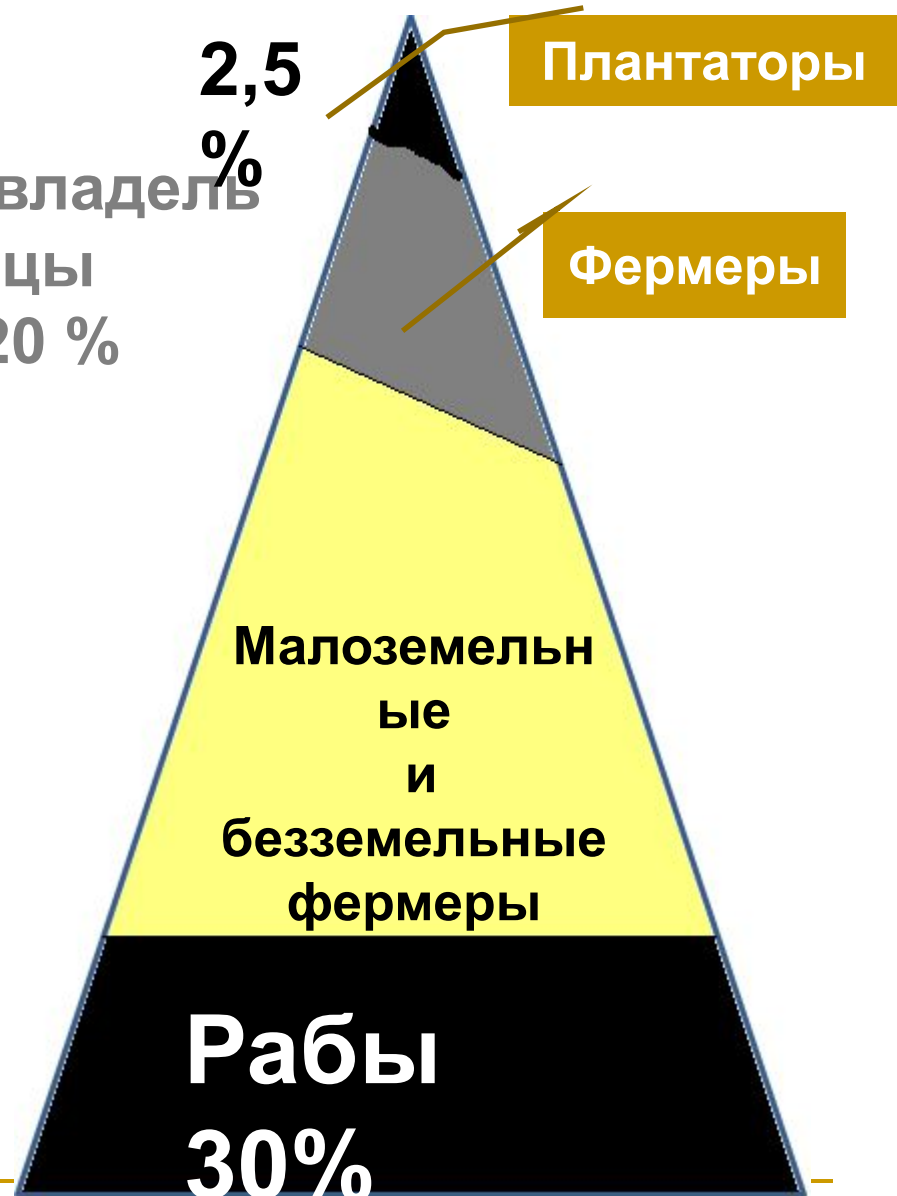 2,5
%
Плантаторы
владель
цы
20 %
Фермеры
Малоземельн
ые
и
безземельные
фермеры
Рабы
30%